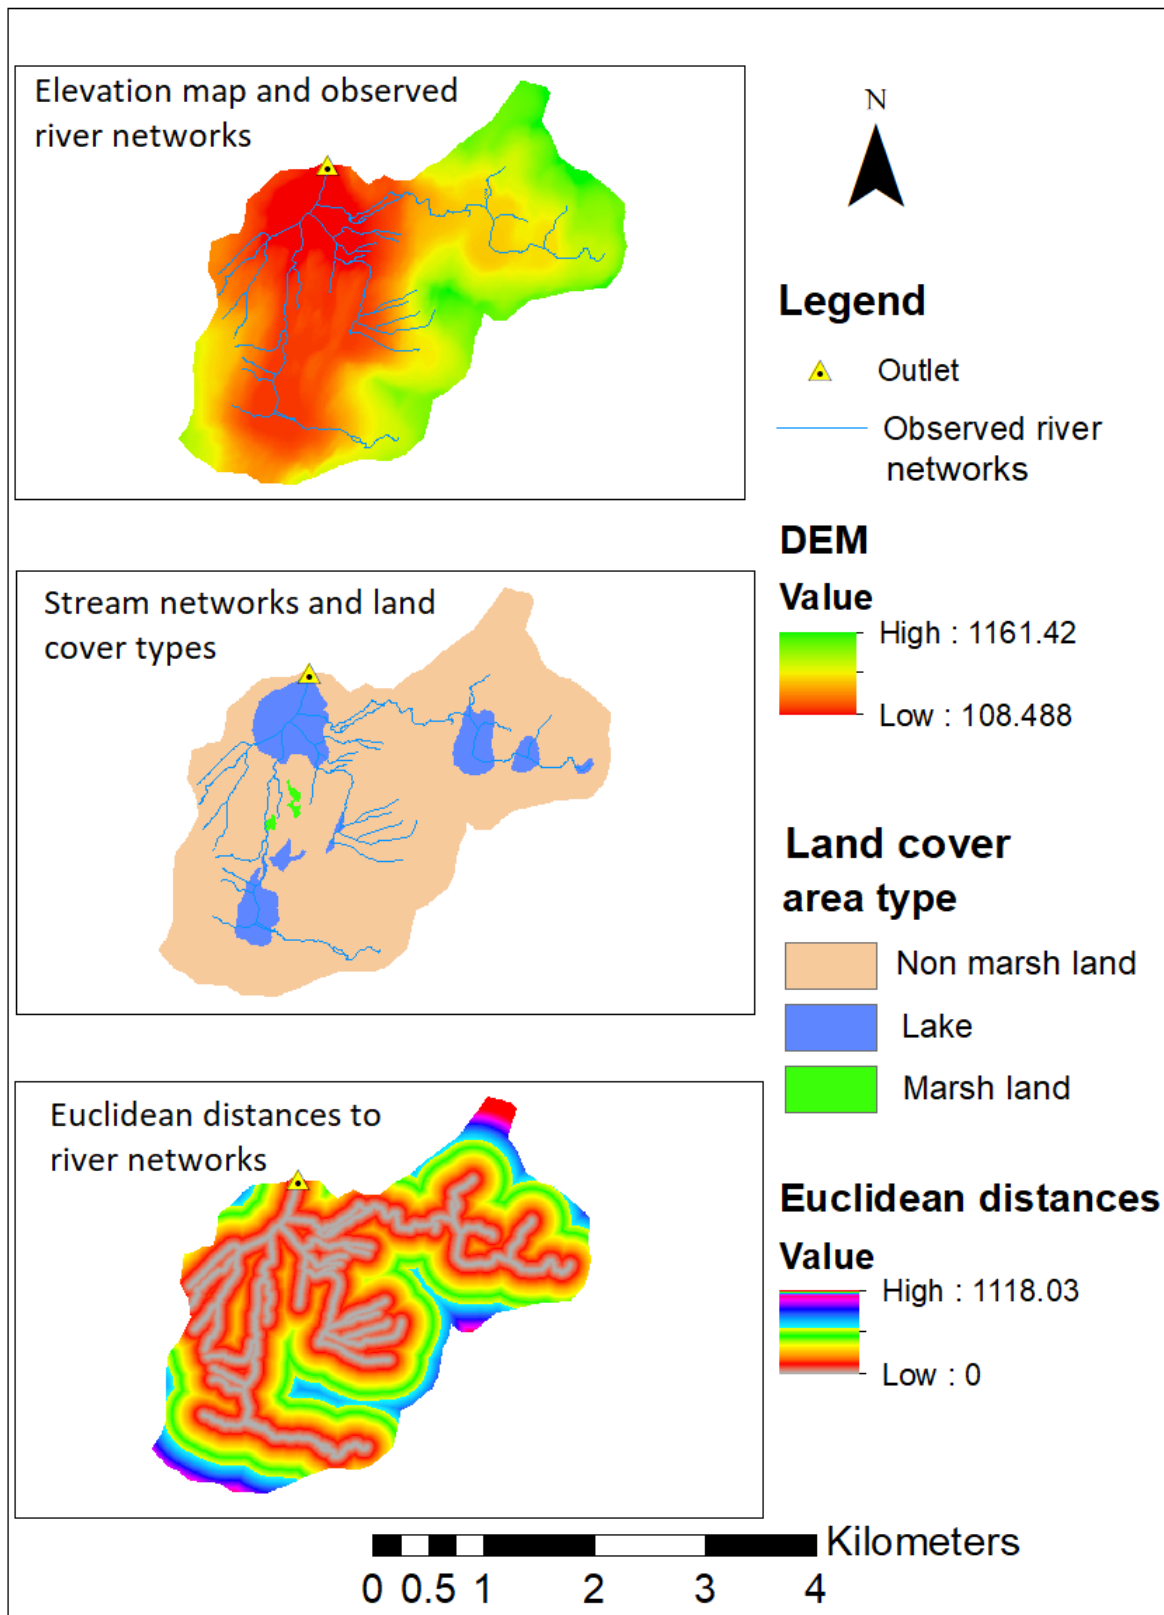 Elevation map and observed
river networks
N
Legend
Outlet
Observed river
networks
DEM
Value
High : 1161.42
Low : 108.488
Stream networks and land
cover types
Land cover
area type
Non marsh land
Lake
Marsh land
Euclidean distances to
river networks
Euclidean distances
Value
High : 1118.03
Low : 0
Kilometers
0 0.5 1 2 3 4